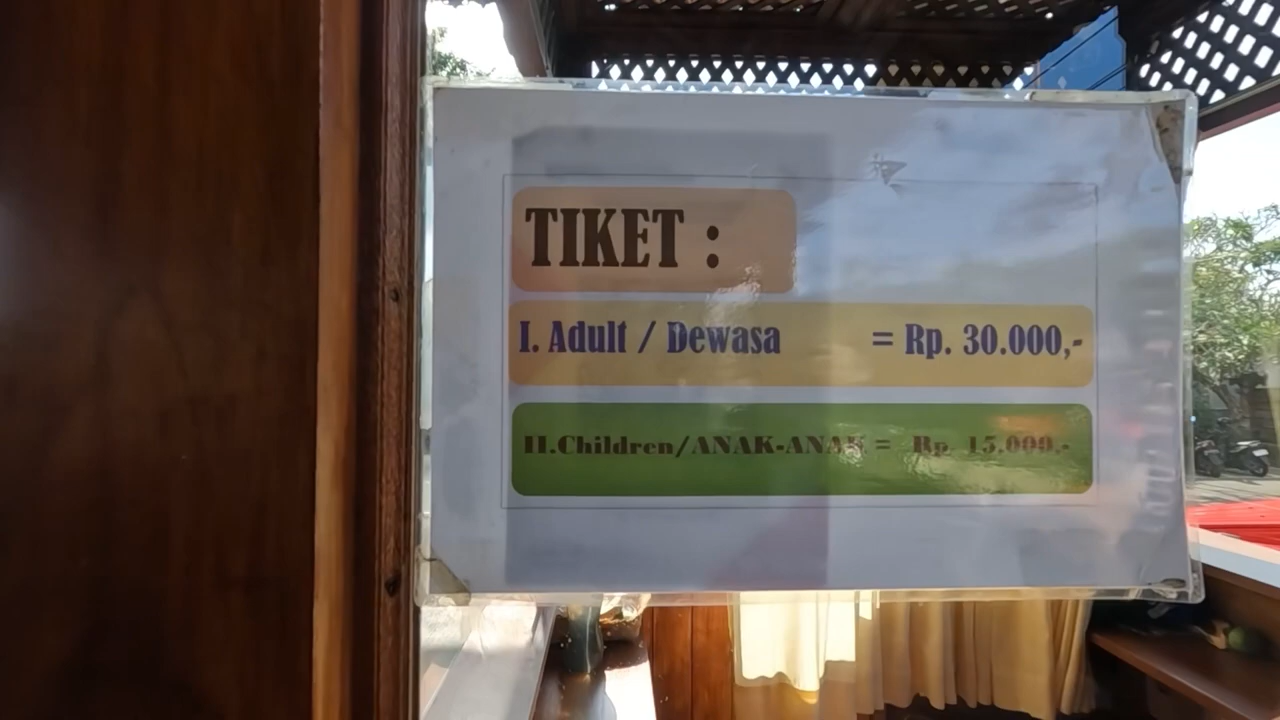 TIKET :
I. Adult / Dewasa = Rp. 30.000,-
II.Children/ANAK-ANAK = Rp. 15.000,-